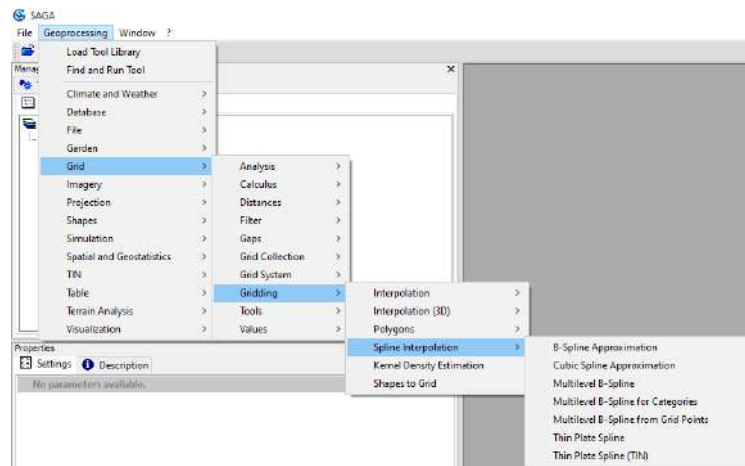 SAGA
File Geoprocessing Window ?
Load Tool Library
Find and Run Tool
Climate and Weather
Database
File
Garden
Grid
Imagery
Projection
Shapes
Simulation
Spatial and Geostatistics
TIN
Table
Terrain Analysis
Visualization
Analysis
Calculus
Distances
Filter
Gaps
Grid Collection
Grid System
Gridding
Tools
Values
Interpolation
Interpolation (3D)
Polygons
Spline Interpolation
Kernel Density Estimation
Shapes to Grid
B-Spline Approximation
Cubic Spline Approximation
Multilevel B-Spline
Multilevel B-Spline for Categories
Multilevel B-Spline from Grid Points
Thin Plate Spline
Thin Plate Spline (TIN)
Properties
Settings Description
No parameters available.